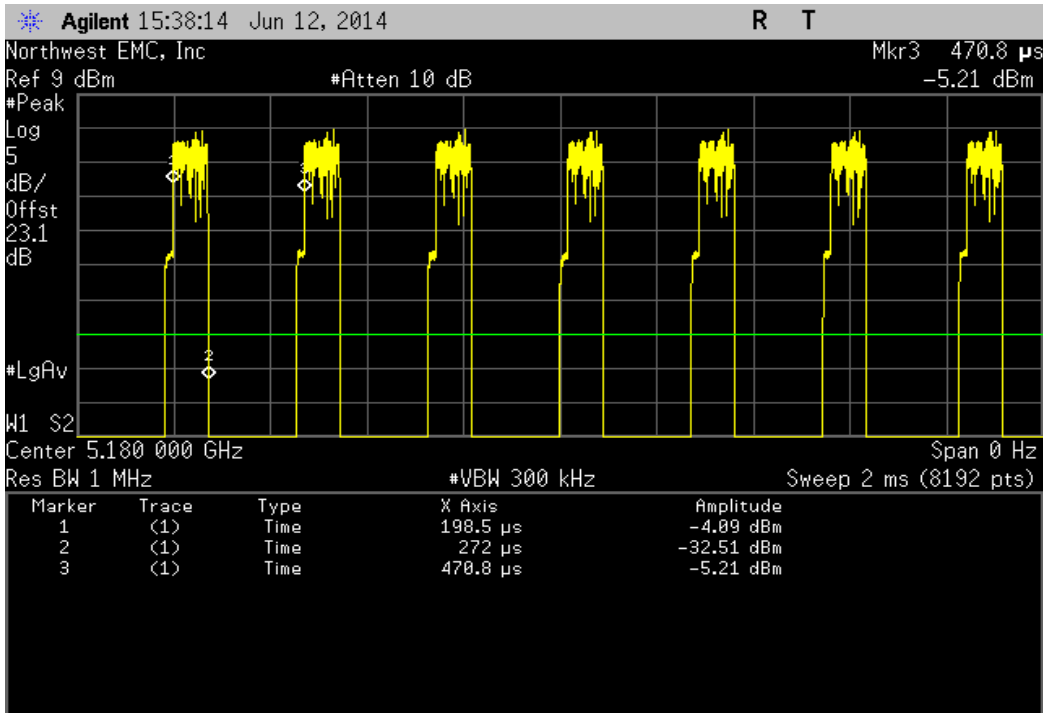 Agilent 15:38:14 Jun 12, 2014 R T
Northwest EMC, Inc Mkr3 470.8 µs
Ref 9 dBm #Atten 10 dB -5.21 dBm
#Peak
Log
5
dB/
Offst
23.1
dB
3
2
#LgAv
W1 S2
Center 5.180 000 GHz Span 0 Hz
Res BW 1 MHz #VBW 300 kHz Sweep 2 ms (8192 pts)
Marker Trace Type X Axis Amplitude
1 (1) Time 198.5 µs -4.09 dBm
2 (1) Time 272 µs -32.51 dBm
3 (1) Time 470.8 µs -5.21 dBm